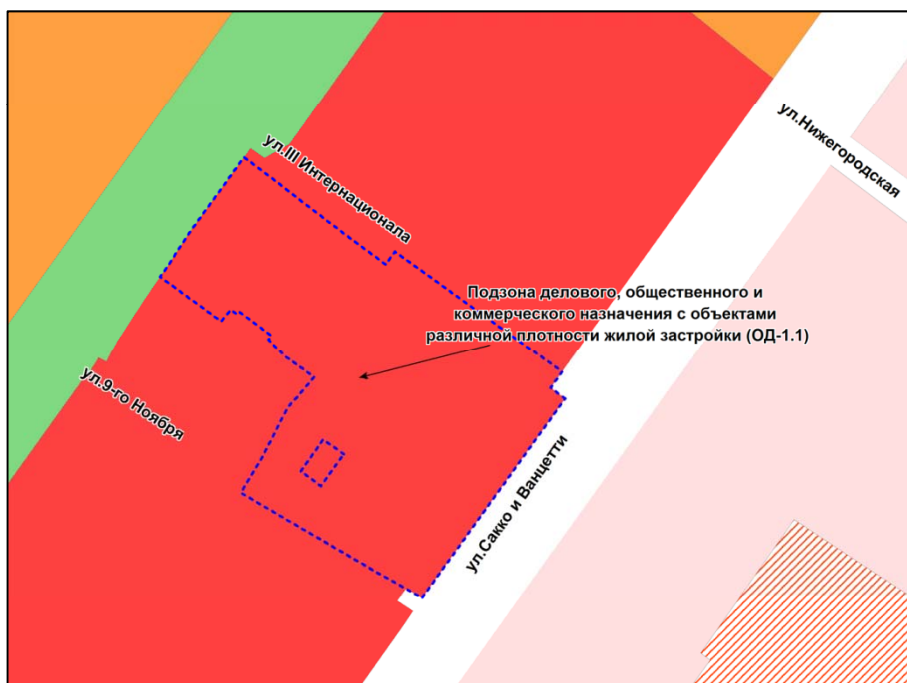 ул.Нижегородская
ул.III Интернационала
Подзона делового, общественного и
коммерческого назначения с объектами
различной плотности жилой застройки (ОД-1.1)
ул.9-го Ноября
ул.Сакко и Ванцетти